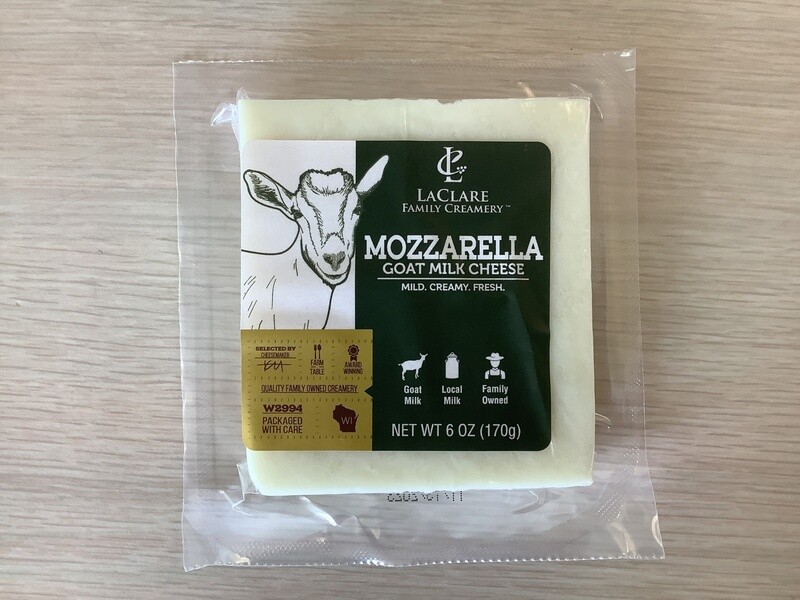 LC
LACLARE
FAMILY CREAMERY™
MOZZARELLA
GOAT MILK CHEESE
MILD. CREAMY. FRESH.
SELECTED BY
CHEESEMAKER
FARM
TABLE
AWARD
WINNING
QUALITY FAMILY OWNED CREAMERY
W2994
PACKAGED
WITH CARE
WI
Goat
Milk
Local
Milk
Family
Owned
NET WT 6 OZ (170g)